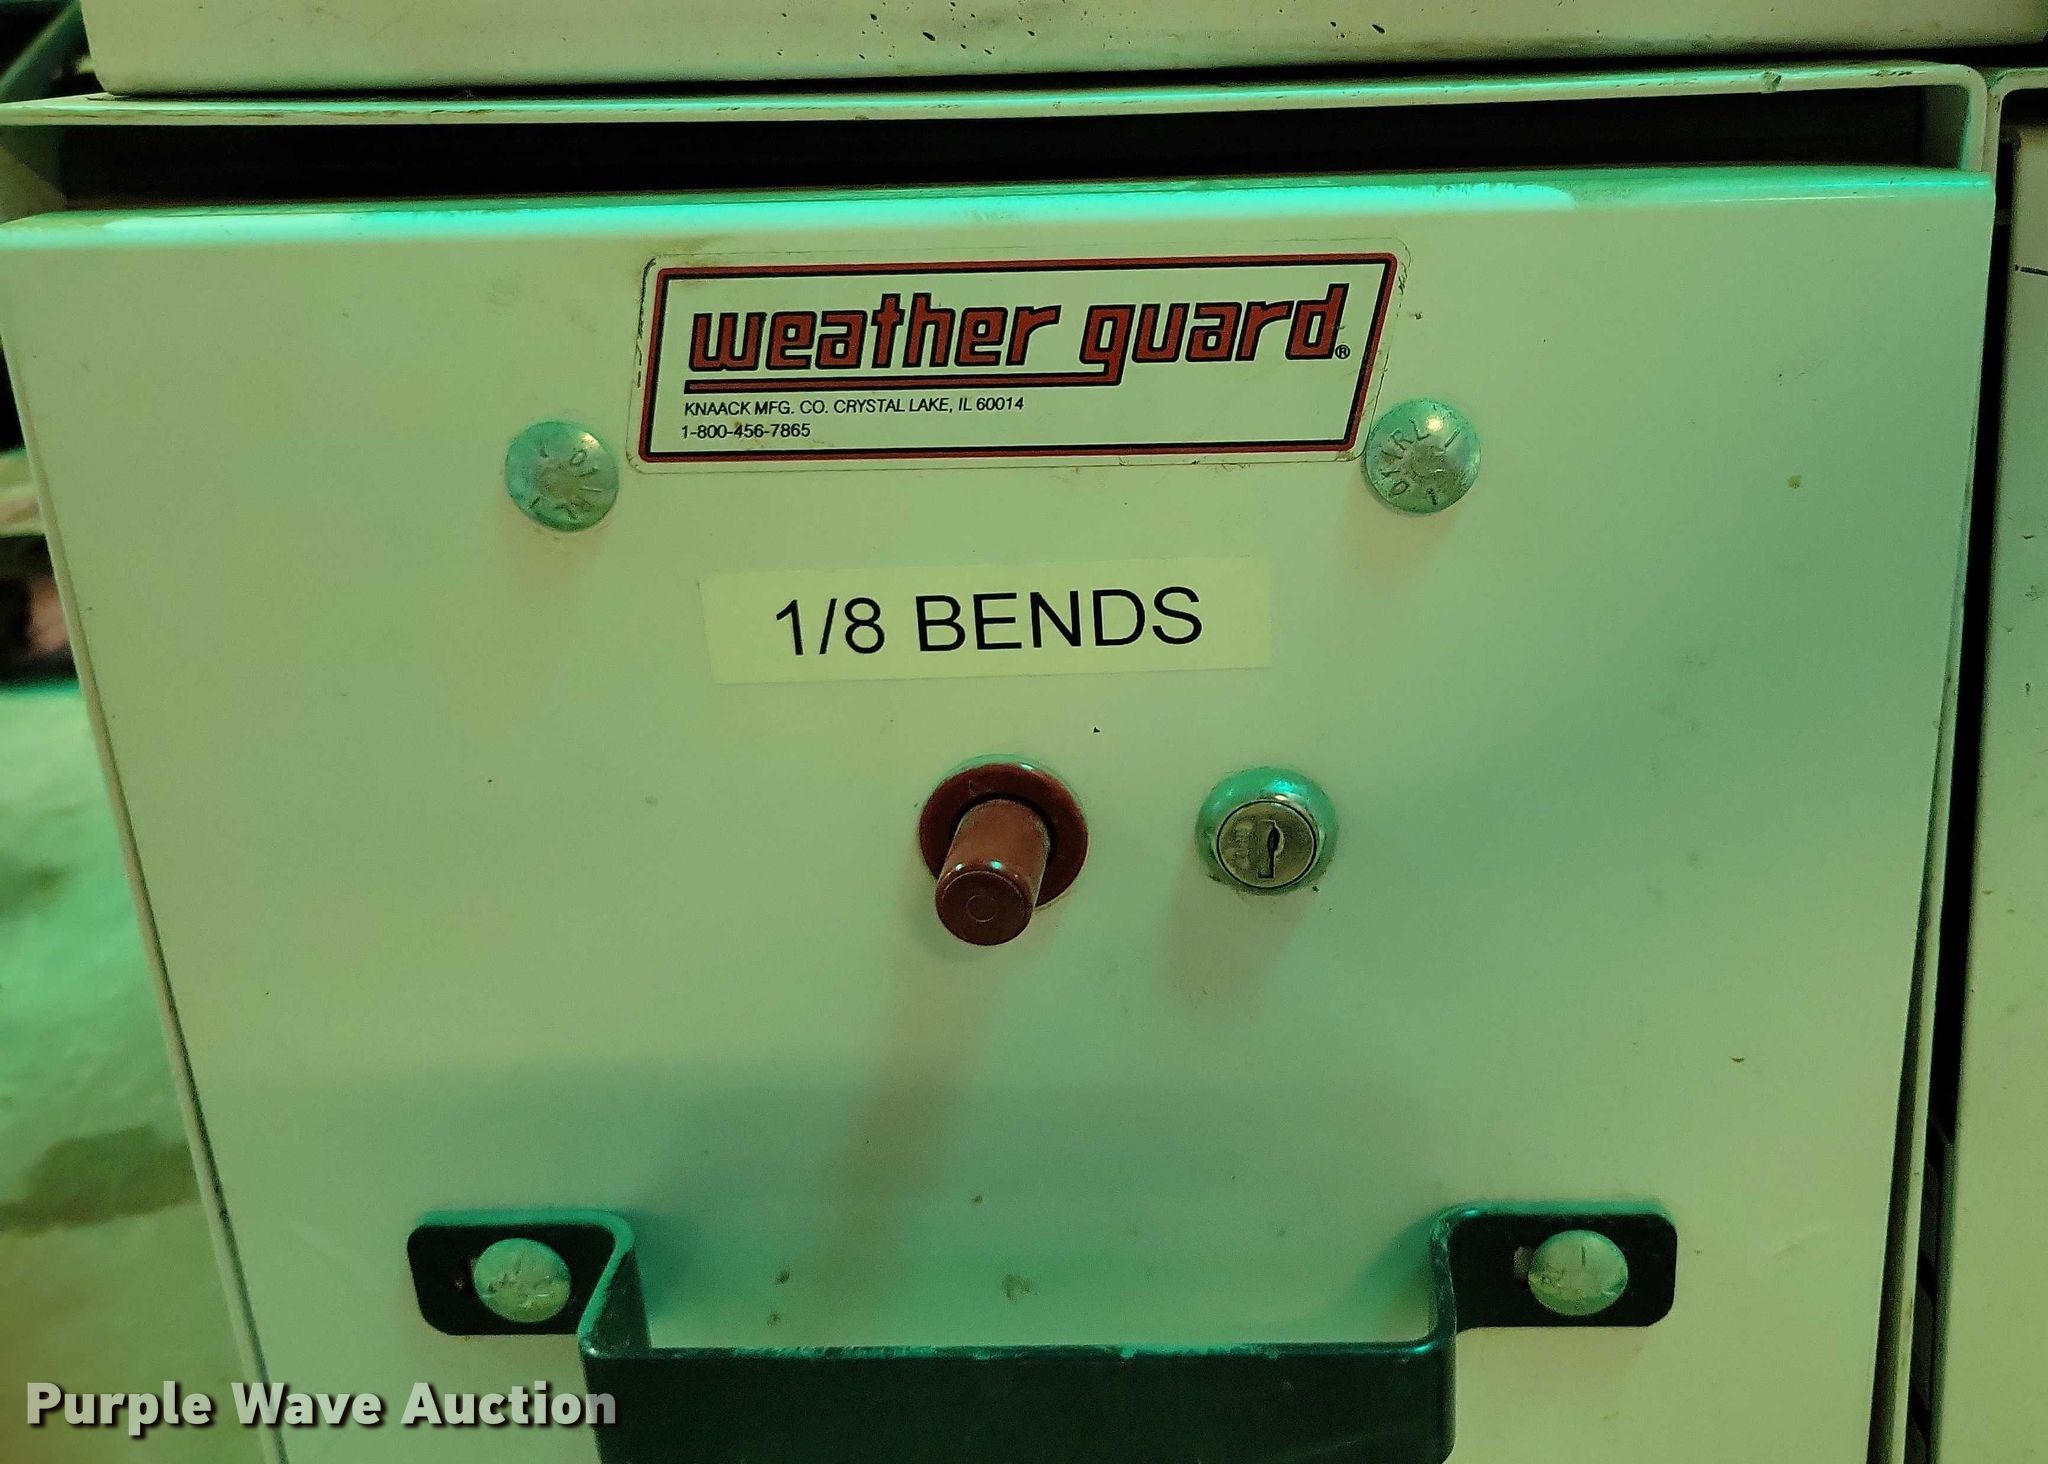 weather guard®
KNAACK MFG. CO. CRYSTAL LAKE, IL 60014
1-800-456-7865
1/8 BENDS
Purple Wave Auction